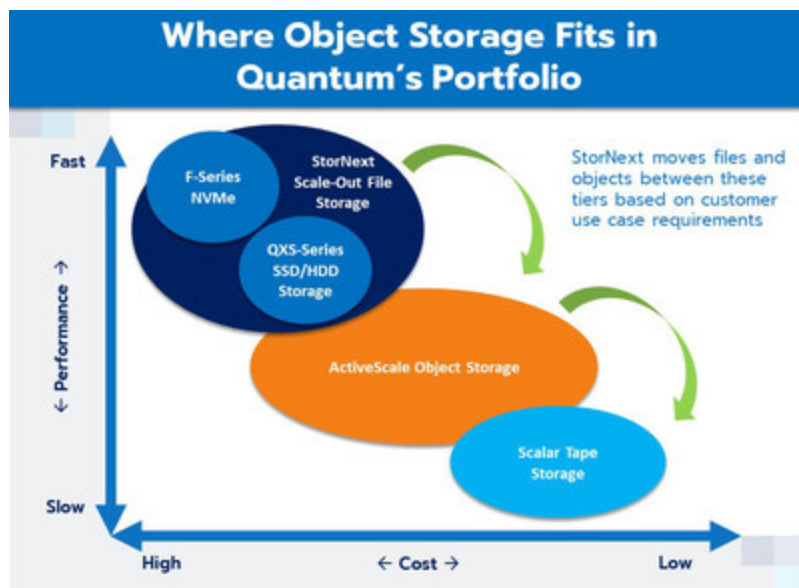 Where Object Storage Fits in
Quantum's Portfolio
Fast
F-Series
NVMe
StorNext
Scale-Out File
Storage
QXS-Series
SSD/HDD
Storage
StorNext moves files and
objects between these
tiers based on customer
use case requirements
← Performance →
ActiveScale Object Storage
Scalar Tape
Storage
Slow
High
← Cost →
Low